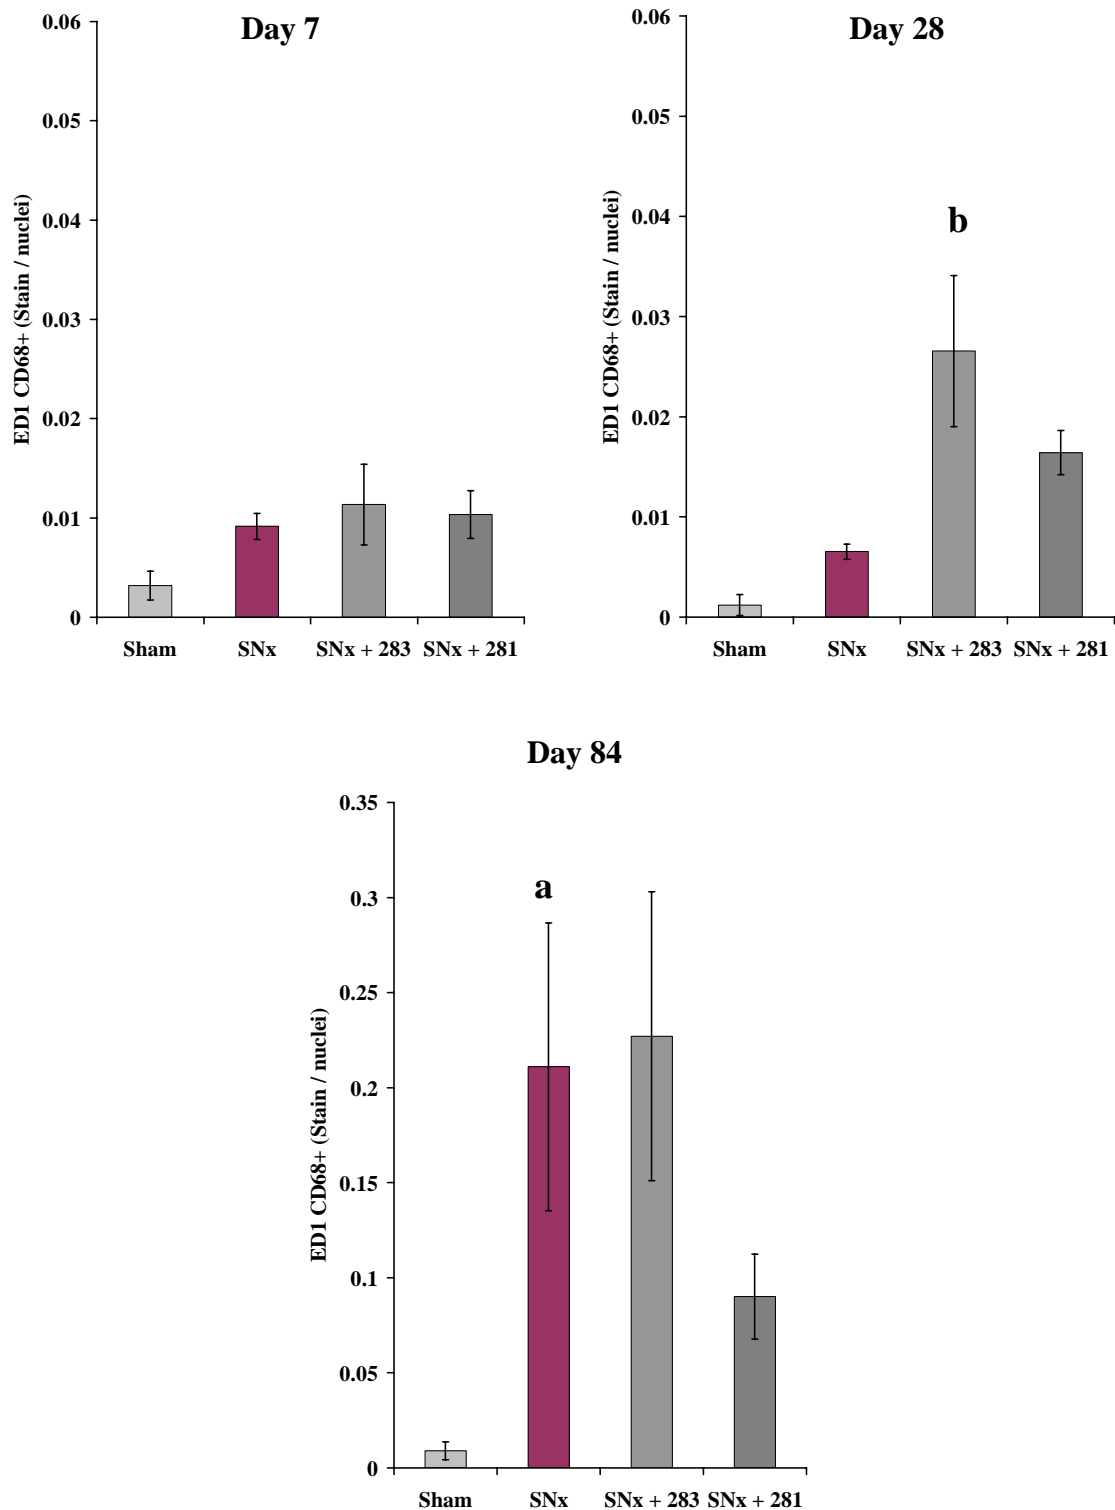 Day 7
0.06
0.05
0.04
0.03
0.02
0.01
0
ED1 CD68+ (Stain / nuclei)
Sham SNx SNx + 283 SNx + 281
Day 28
0.06
0.05
0.04
0.03
0.02
0.01
0
ED1 CD68+ (Stain / nuclei)
b
Sham SNx SNx + 283 SNx + 281
Day 84
0.35
0.3
0.25
0.2
0.15
0.1
0.05
0
ED1 CD68+ (Stain / nuclei)
a
Sham SNx SNx + 283 SNx + 281